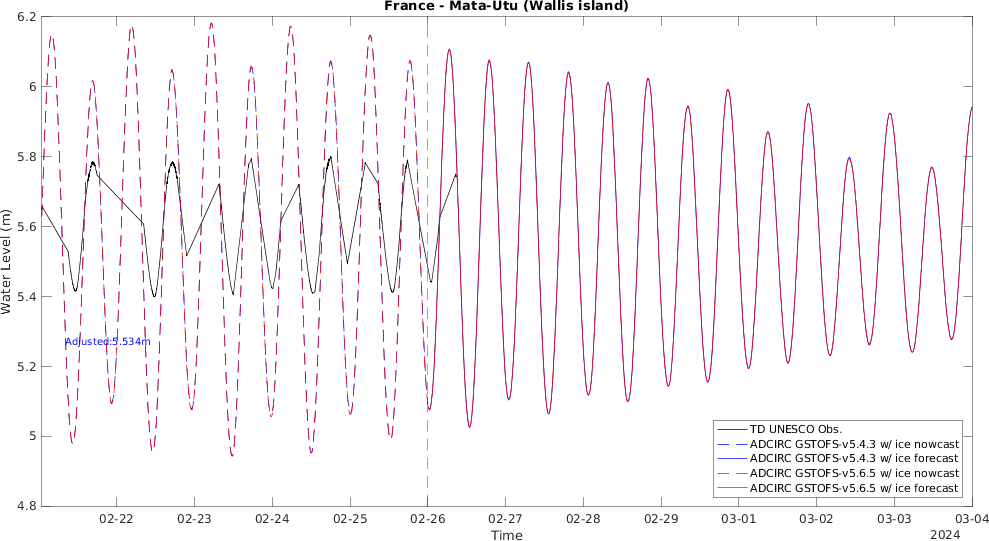 France - Mata-Utu (Wallis island)
6.2
6
5.8
5.6
5.4
5.2
5
4.8
Water Level (m)
Adjusted:5.534m
TD UNESCO Obs.
ADCIRC GSTOFS-v5.4.3 w/ ice nowcast
ADCIRC GSTOFS-v5.4.3 w/ ice forecast
ADCIRC GSTOFS-v5.6.5 w/ ice nowcast
ADCIRC GSTOFS-v5.6.5 w/ ice forecast
02-22 02-23 02-24 02-25 02-26 02-27 02-28 02-29 03-01 03-02 03-03 03-04
Time
2024